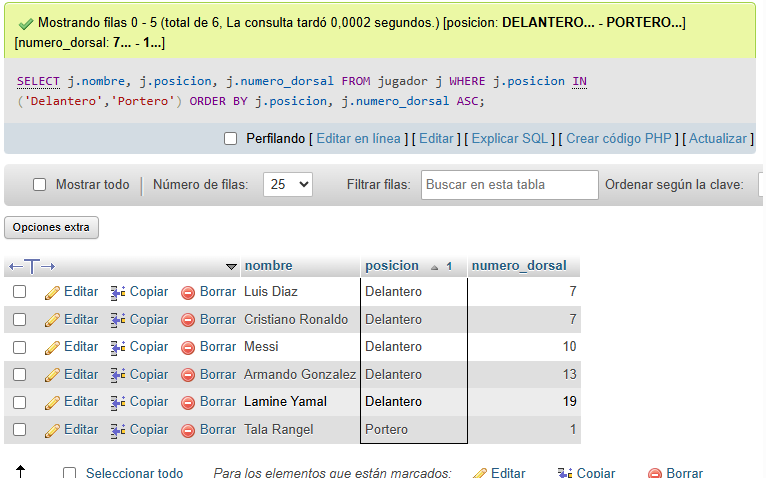 Mostrando filas 0 - 5 (total de 6, La consulta tardó 0,0002 segundos.) [posicion: DELANTERO... - PORTERO...]
[numero_dorsal: 7... - 1...]
SELECT j.nombre, j.posicion, j.numero_dorsal FROM jugador j WHERE j.posicion IN
('Delantero','Portero') ORDER BY j.posicion, j.numero_dorsal ASC;
Perfilando [ Editar en línea ] [ Editar ] [ Explicar SQL ] [ Crear código PHP ] [ Actualizar ]
Mostrar todo Número de filas: 25 Filtrar filas: Buscar en esta tabla Ordenar según la clave:
Opciones extra
nombre posicion 1 numero_dorsal
Editar Copiar Borrar Luis Diaz Delantero 7
Editar Copiar Borrar Cristiano Ronaldo Delantero 7
Editar Copiar Borrar Messi Delantero 10
Editar Copiar Borrar Armando Gonzalez Delantero 13
Editar Copiar Borrar Lamine Yamal Delantero 19
Editar Copiar Borrar Tala Rangel Portero 1
Seleccionar todo Para los elementos que están marcados: Editar Copiar Borrar